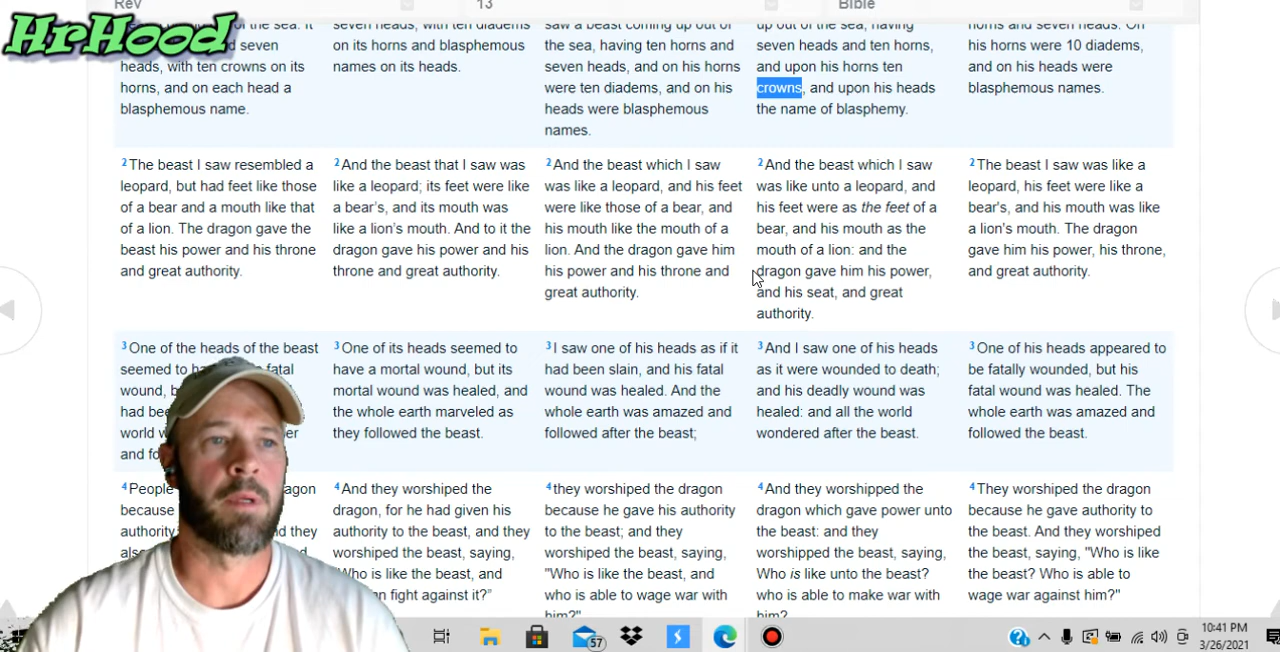 Rev
13
Bible
HrHood
of the sea. It
seven
heads, with ten crowns on its
horns, and on each head a
blasphemous name.
seven heads, with ten diadems
on its horns and blasphemous
names on its heads.
saw a beast coming up out of
the sea, having ten horns and
seven heads, and on his horns
were ten diadems, and on his
heads were blasphemous
names.
up out of the sea, having
seven heads and ten horns,
and upon his horns ten
crowns, and upon his heads
the name of blasphemy.
horns and seven heads. On
his horns were 10 diadems,
and on his heads were
blasphemous names.
2 The beast I saw resembled a
leopard, but had feet like those
of a bear and a mouth like that
of a lion. The dragon gave the
beast his power and his throne
and great authority.
2 And the beast that I saw was
like a leopard; its feet were like
a bear's, and its mouth was
like a lion's mouth. And to it the
dragon gave his power and his
throne and great authority.
2 And the beast which I saw
was like a leopard, and his feet
were like those of a bear, and
his mouth like the mouth of a
lion. And the dragon gave him
his power and his throne and
great authority.
2 And the beast which I saw
was like unto a leopard, and
his feet were as the feet of a
bear, and his mouth as the
mouth of a lion: and the
dragon gave him his power,
and his seat, and great
authority.
2 The beast I saw was like a
leopard, his feet were like a
bear's, and his mouth was like
a lion's mouth. The dragon
gave him his power, his throne,
and great authority.
3 One of the heads of the beast
seemed to fatal
wound,
had
world
and
3 One of its heads seemed to
have a mortal wound, but its
mortal wound was healed, and
the whole earth marveled as
they followed the beast.
3 I saw one of his heads as if it
had been slain, and his fatal
wound was healed. And the
whole earth was amazed and
followed after the beast;
3 And I saw one of his heads
as it were wounded to death;
and his deadly wound was
healed: and all the world
wondered after the beast.
3 One of his heads appeared to
be fatally wounded, but his
fatal wound was healed. The
whole earth was amazed and
followed the beast.
4 People
because
authority
they
4 And they worshiped the
dragon, for he had given his
authority to the beast, and they
worshiped the beast, saying,
"Who is like the beast, and
fight against it?"
4 they worshiped the dragon
because he gave his authority
to the beast; and they
worshiped the beast, saying,
"Who is like the beast, and
who is able to wage war with
him?"
4 And they worshipped the
dragon which gave power unto
the beast: and they
worshipped the beast, saying,
Who is like unto the beast?
who is able to make war with
him?
4 They worshiped the dragon
because he gave authority to
the beast. And they worshiped
the beast, saying, "Who is like
the beast? Who is able to
wage war against him?"
57
10:41 PM
3/26/2021